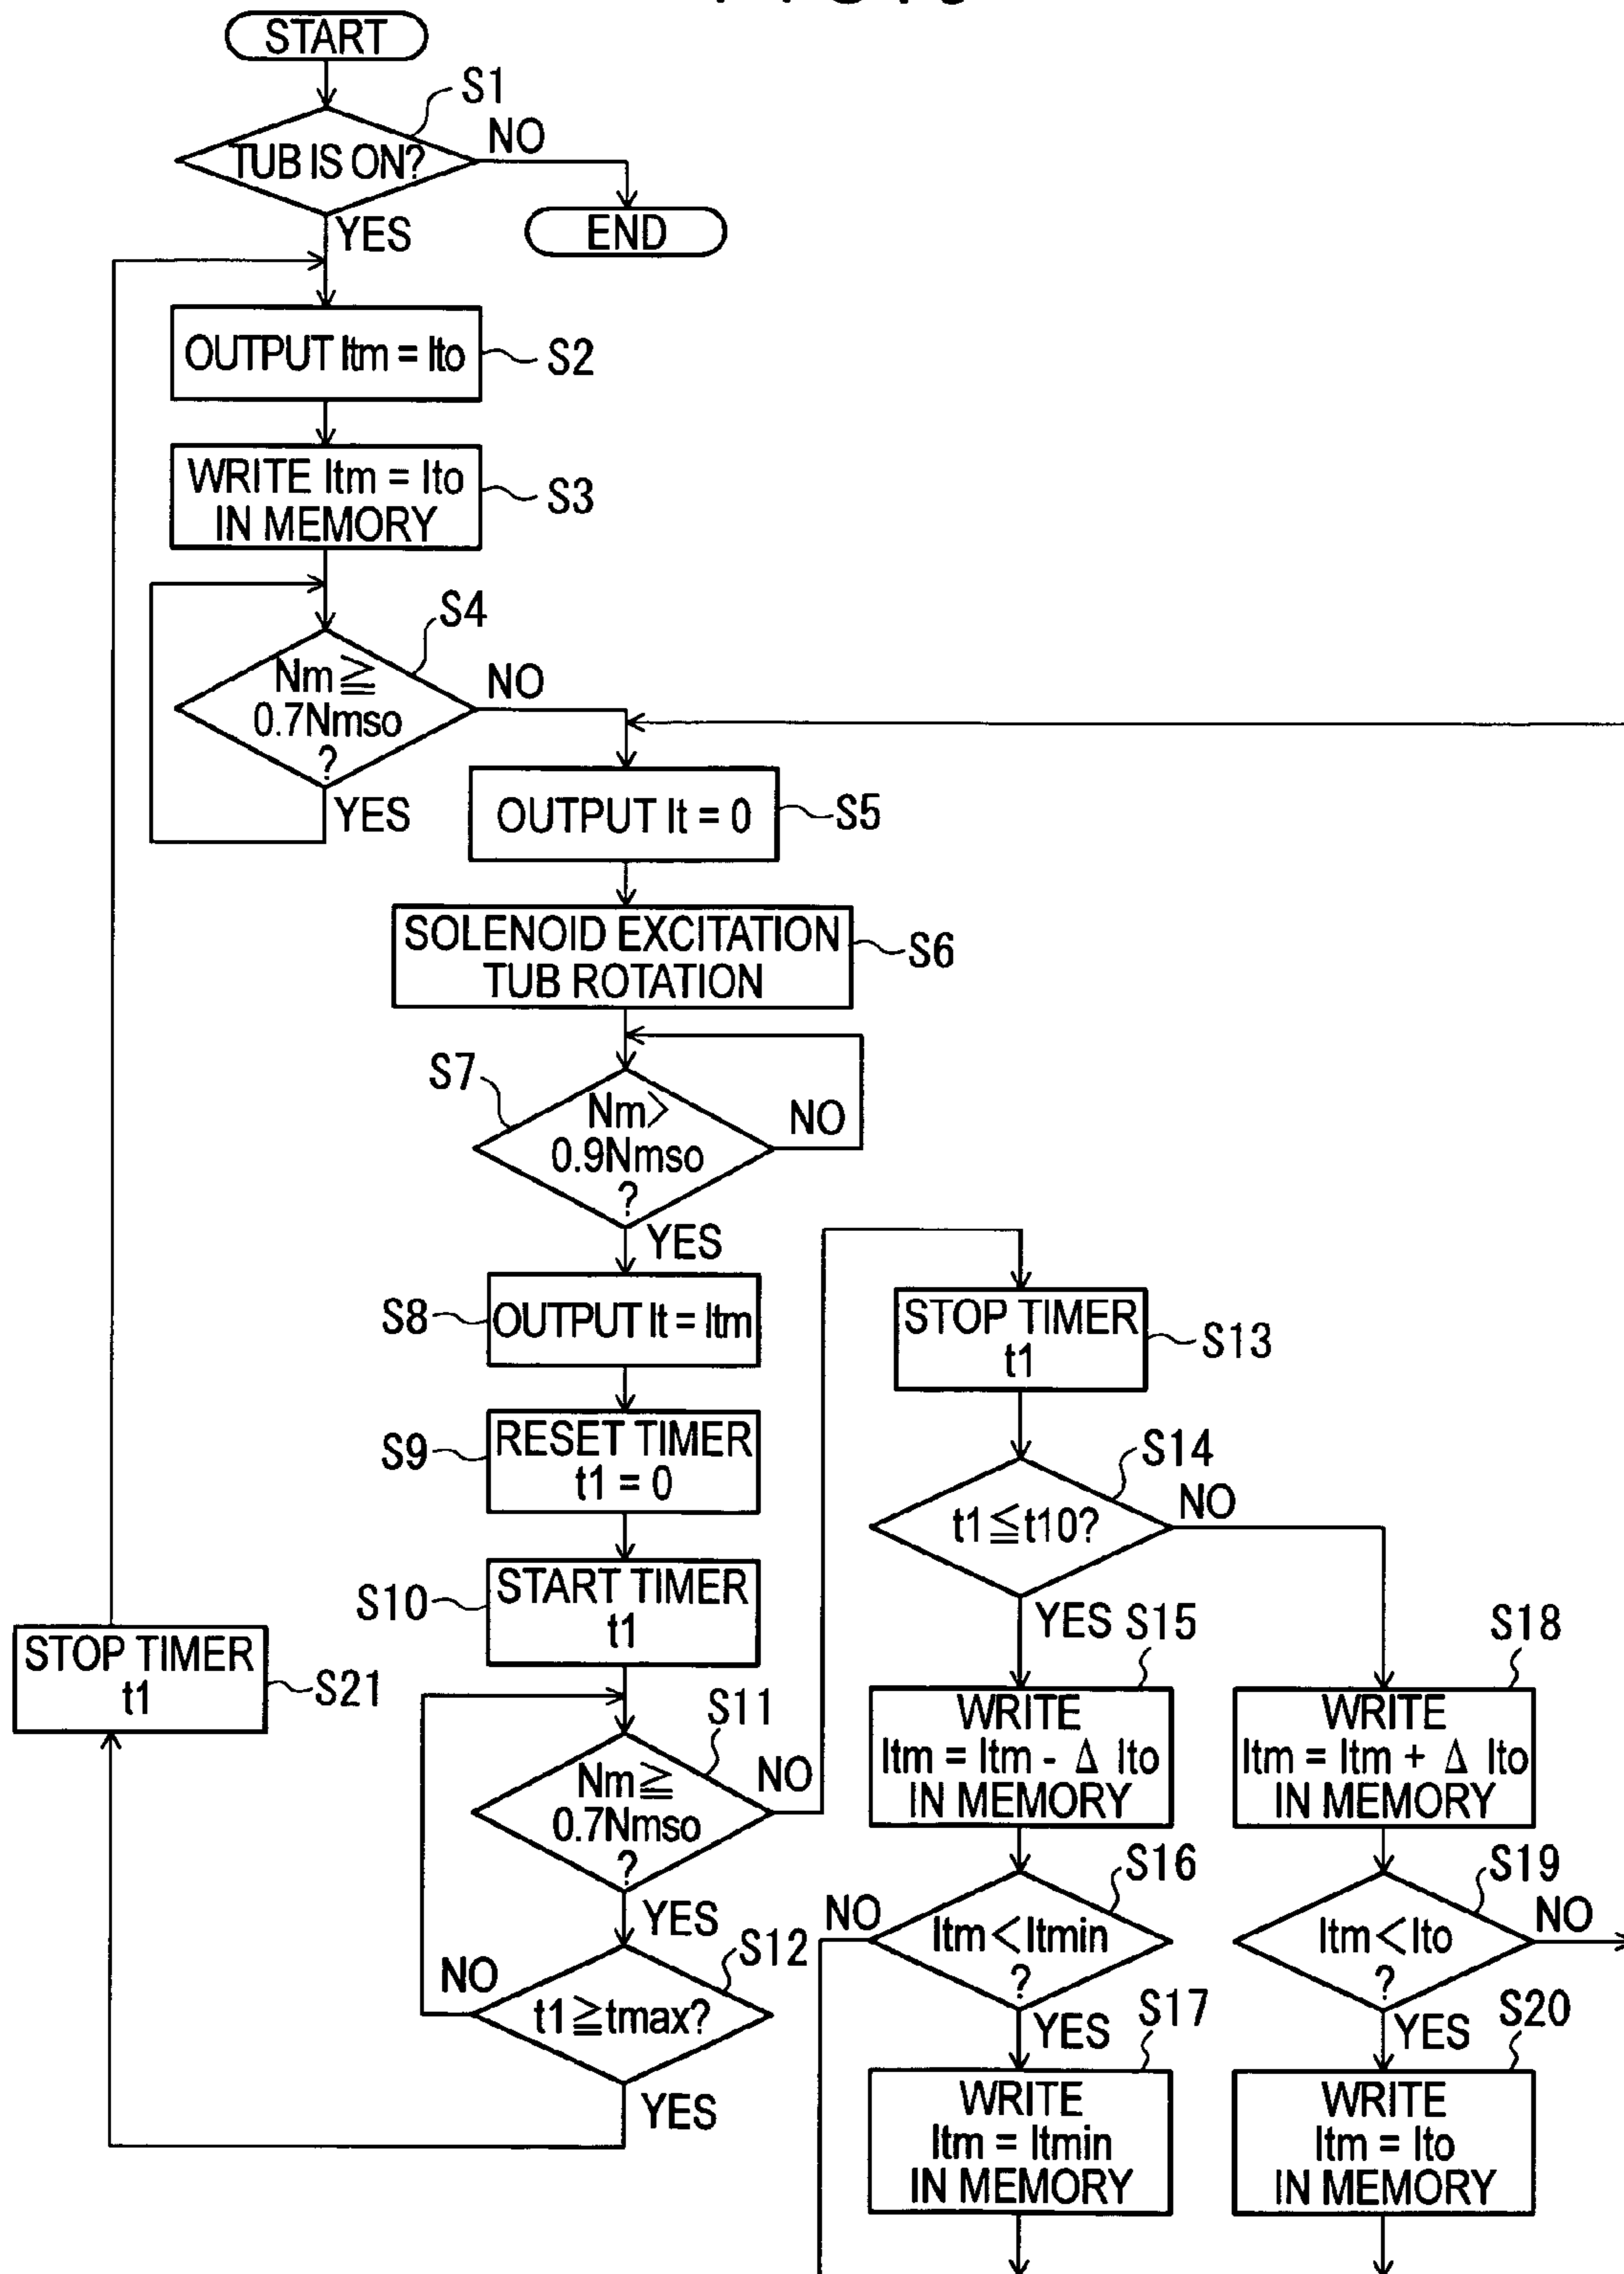 START
S1
TUB IS ON?
NO
END
YES
OUTPUT Itm = Ito
S2
WRITE Itm = Ito
IN MEMORY
S3
S4
Nm≧
0.7Nmso
?
NO
YES
OUTPUT It = 0
S5
SOLENOID EXCITATION
TUB ROTATION
S6
S7
Nm>
0.9Nmso
?
NO
YES
S8
OUTPUT It = Itm
STOP TIMER
t1
S13
S9
RESET TIMER
t1 = 0
S14
t1≦t10?
NO
YES
S10
START TIMER
t1
STOP TIMER
t1
S21
S11
Nm≧
0.7Nmso
?
NO
YES
S15
WRITE
Itm = Itm - Δ Ito
IN MEMORY
S18
WRITE
Itm = Itm + Δ Ito
IN MEMORY
S12
t1≧tmax?
NO
YES
S16
Itm<Itmin
?
NO
YES
S19
Itm<Ito
?
NO
YES
S17
WRITE
Itm = Itmin
IN MEMORY
S20
WRITE
Itm = Ito
IN MEMORY